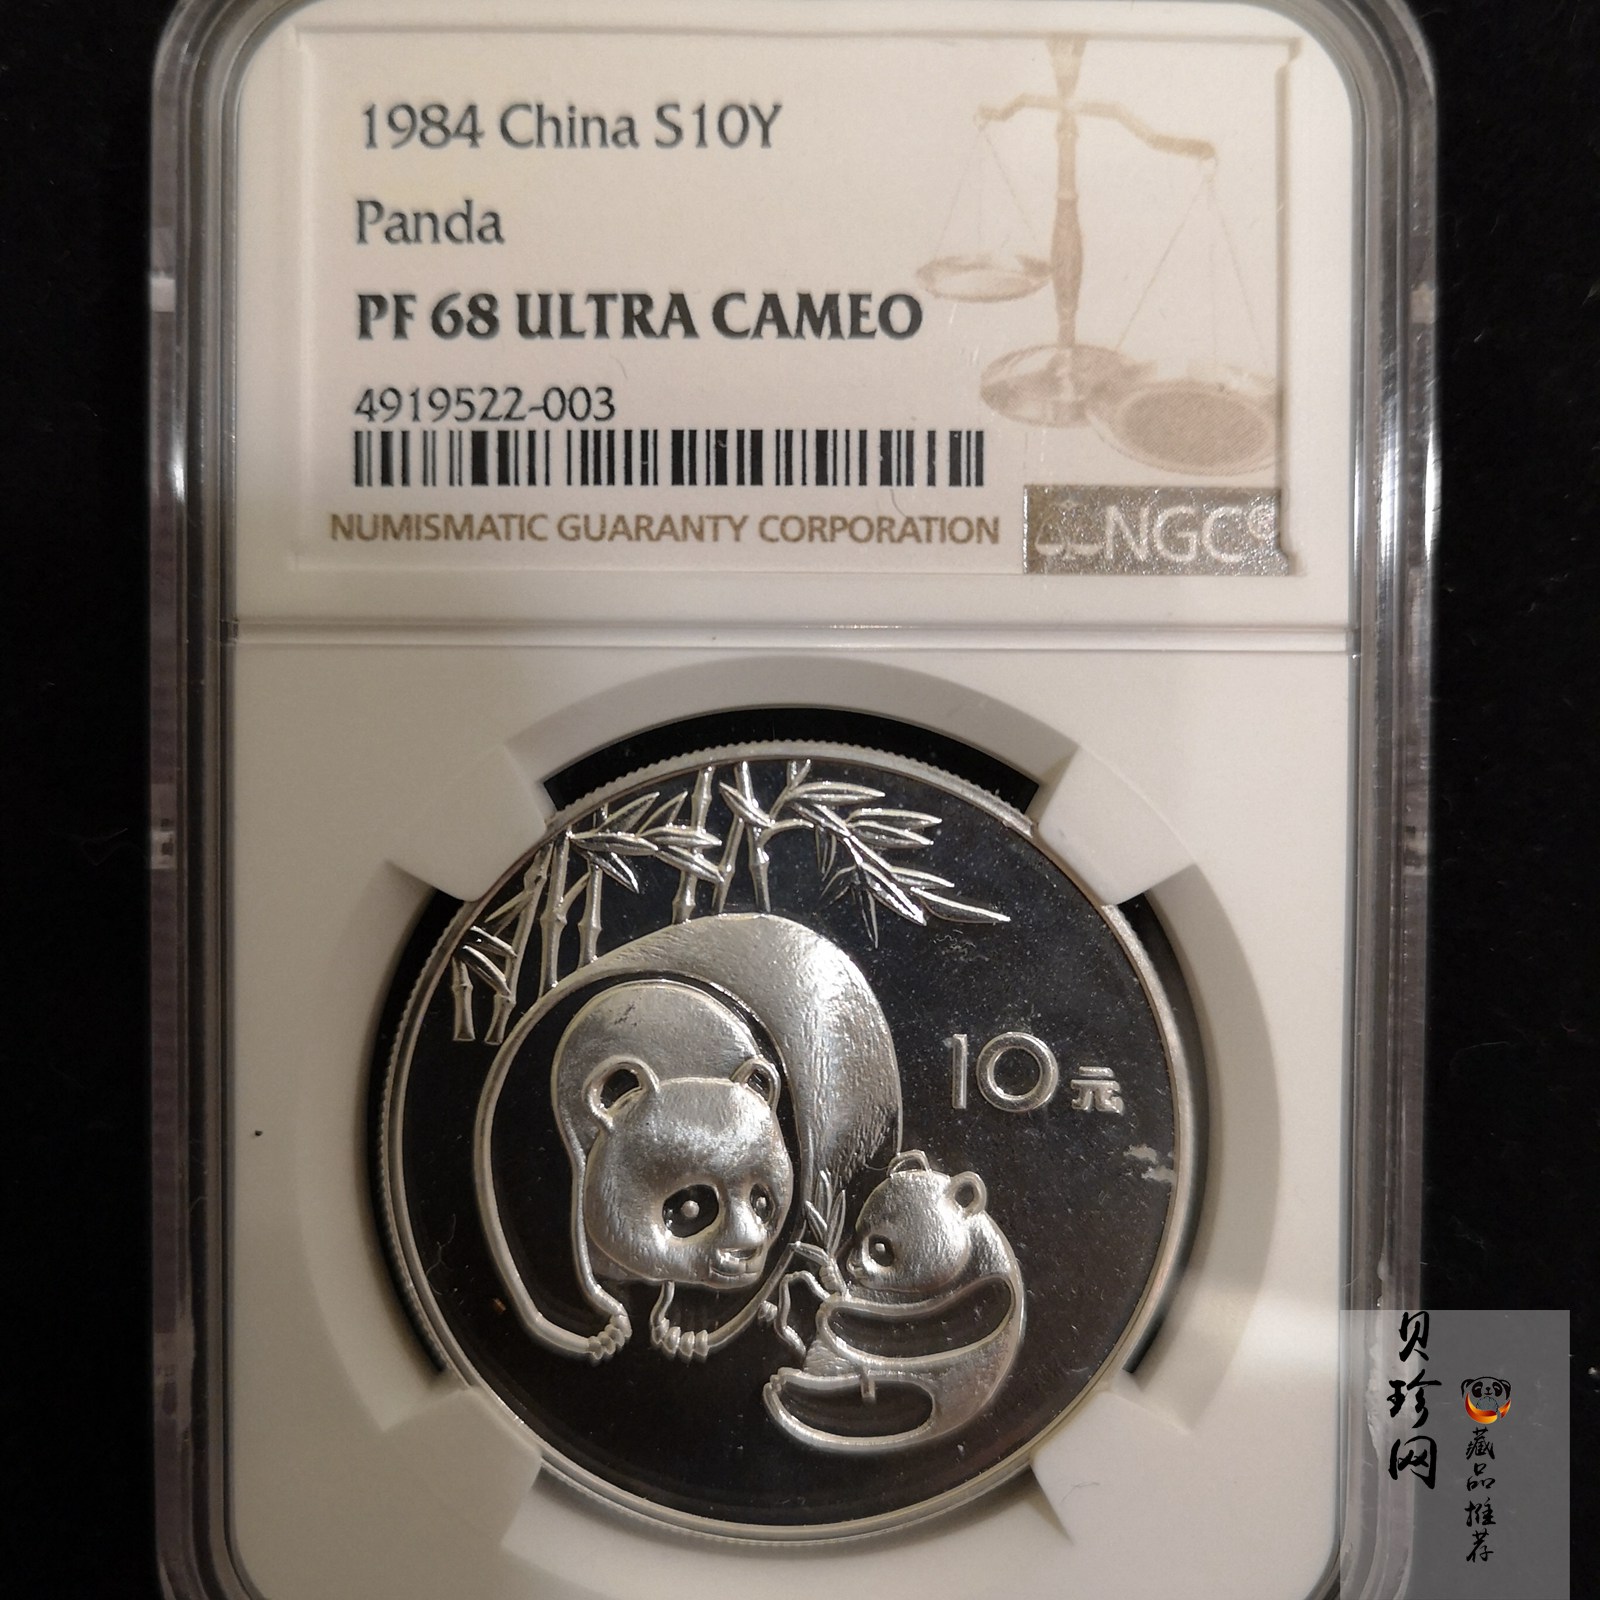 1984 China S10Y
Panda
PF 68 ULTRA CAMEO
4919522-003
NUMISMATIC GUARANTY CORPORATION
NGC®
10元
贝珍网
藏品推荐